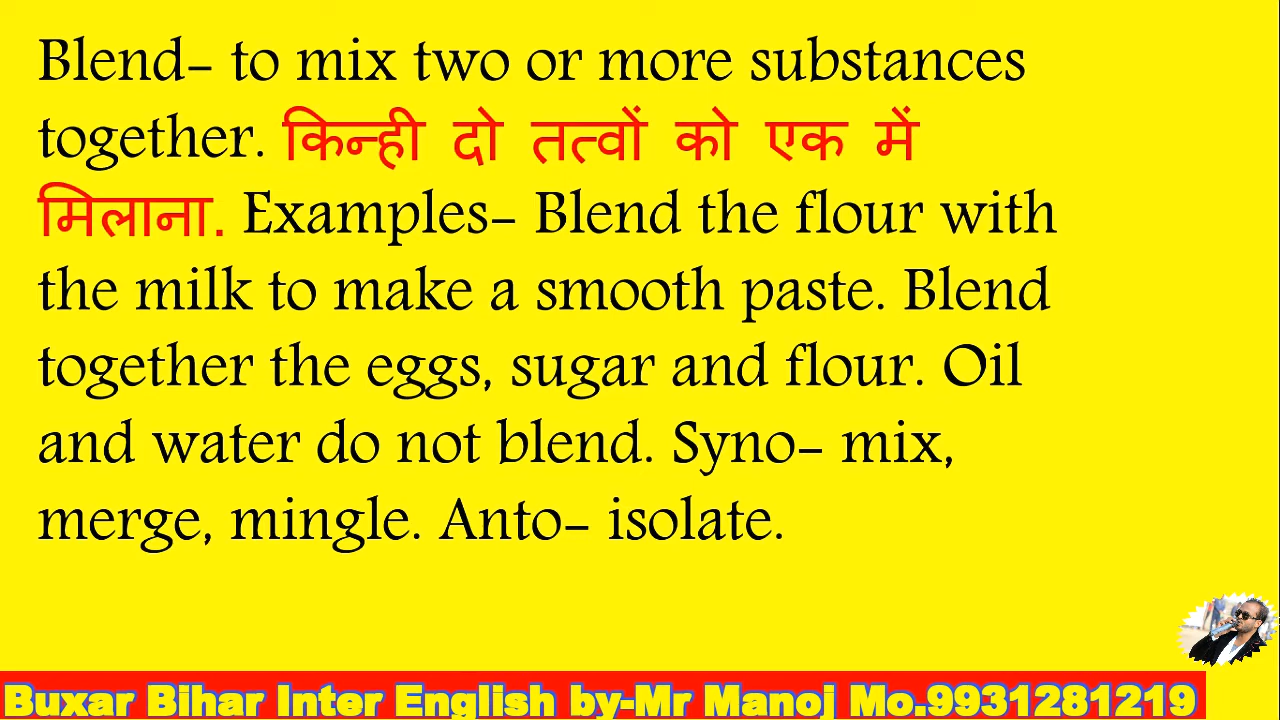 Blend- to mix two or more substances
together. किन्ही दो तत्वों को एक में
मिलाना. Examples- Blend the flour with
the milk to make a smooth paste. Blend
together the eggs, sugar and flour. Oil
and water do not blend. Syno- mix,
merge, mingle. Anto- isolate.
Buxar Bihar Inter English by-Mr Manoj Mo.9931281219